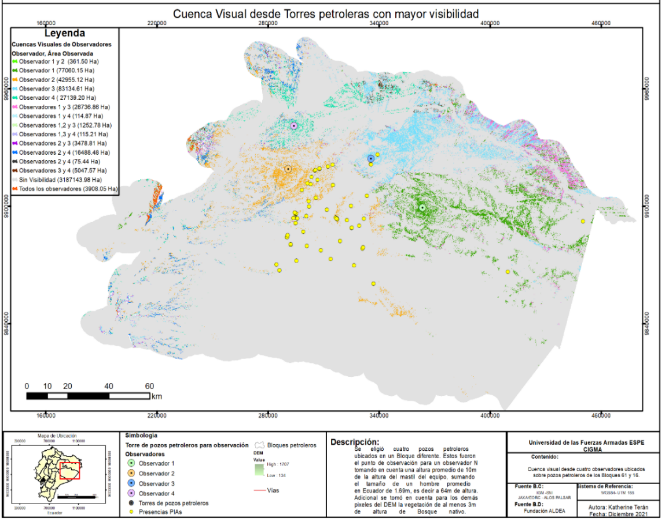 Cuenca Visual desde Torres petroleras con mayor visibilidad
160000 220000 280000 340000 400000 460000
Leyenda
Cuencas Visuales de Observadores
Observador, Área Observada
Observador 1 y 2 (361.50 Ha)
Observador 1 (77060.15 Ha)
Observador 2 (42955.12 Ha)
Observador 3 (83134.61 Ha)
Observador 4 ( 27139.20 Ha)
Observadores 1 y 3 (26736.86 Ha)
Observadores 1 y 4 (114.87 Ha)
Observadores 1,2 y 3 (1252.78 Ha)
Observadores 1,3 y 4 (115.21 Ha)
Observadores 2 y 3 (3478.81 Ha)
Observadores 2 y 4 (16486.46 Ha)
Observadores 2 y 4 (75.44 Ha)
Observadores 3 y 4 (5047.57 Ha)
Sin Visibilidad (3187143.98 Ha)
Todos los observadores (3908.05 Ha)
0 10 20 40 60
km
160000 220000 280000 340000 400000 460000
Mapa de Ubicación
Ecuador
Simbología
Torre de pozos petroleros para observación
Observadores
Observador 1
Observador 2
Observador 3
Observador 4
Torres de pozos petroleros
Presencias PIAs
Bloques petroleros
DEM
Value
High : 1207
Low :
Vías
Descripción:
Se eligió cuatro pozos petroleros
ubicados en un Bloque diferente. Estos fueron
el punto de observación para un observador N
tomando en cuenta una altura promedio de 10m
de la altura del mastil del equipo, sumando
el tamaño de un hombre promedio
en Ecuador de 1.69m, es decir a 64m de altura.
Adicional se tomó en cuenta para los demás
pixeles del DEM la vegetación de al menos 3m
de altura de Bosque nativo.
Universidad de las Fuerzas Armadas ESPE
CIGMA
Contenido:
Cuenca visual desde cuatro observadores ubicados
sobre pozos petroleros de los Bloques 61 y 16.
Fuente B.C: Sistema de Referencia:
Fuente B.D:
Fundación ALDEA
Autora: Katherine Terán
Fecha: Diciembre 2021